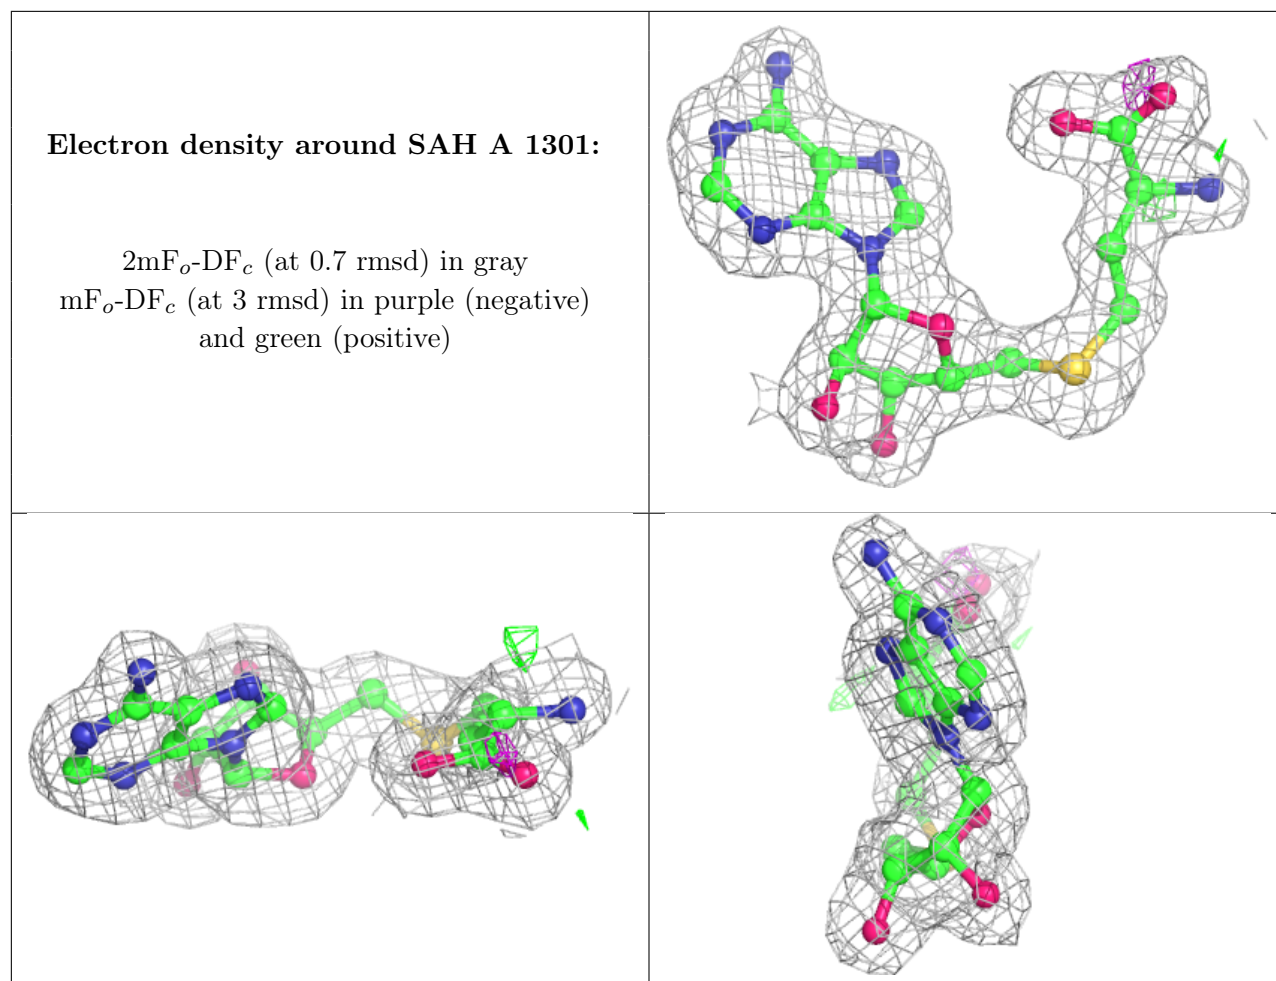 Electron density around SAH A 1301:
2mFo-DFc (at 0.7 rmsd) in gray
mFo-DFc (at 3 rmsd) in purple (negative)
and green (positive)